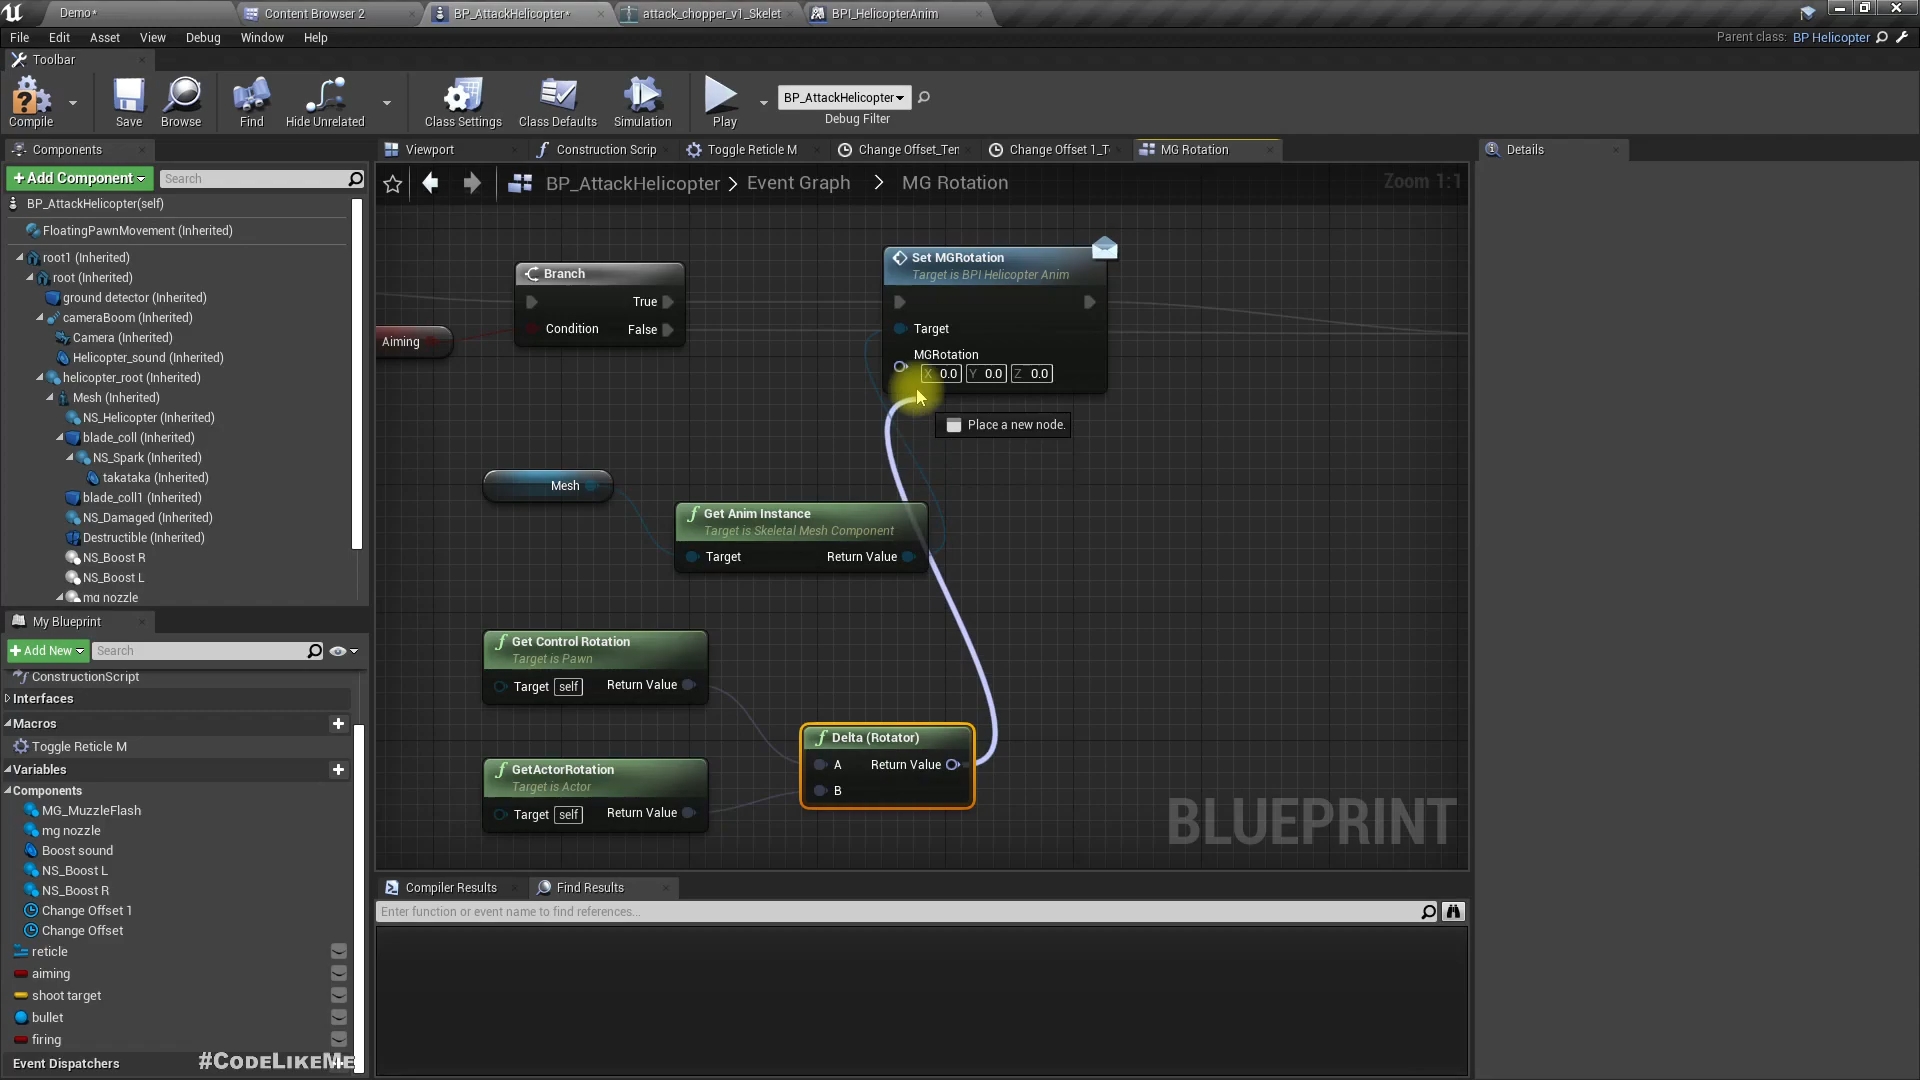 Demo*
Content Browser 2
BP_AttackHelicopter*
attack_chopper_v1_Skelet
BPI_HelicopterAnim
File Edit Asset View Debug Window Help
Parent class: BP Helicopter
Toolbar
Compile
Save
Browse
Find
Hide Unrelated
Class Settings
Class Defaults
Simulation
Play
BP_AttackHelicopter
Debug Filter
Components
+Add Component
Search
BP_AttackHelicopter(self)
FloatingPawnMovement (Inherited)
root1 (Inherited)
root (Inherited)
ground detector (Inherited)
cameraBoom (Inherited)
Camera (Inherited)
Helicopter_sound (Inherited)
helicopter_root (Inherited)
Mesh (Inherited)
NS_Helicopter (Inherited)
blade_coll (Inherited)
NS_Spark (Inherited)
takataka (Inherited)
blade_coll1 (Inherited)
NS_Damaged (Inherited)
Destructible (Inherited)
NS_Boost R
NS_Boost L
mg nozzle
My Blueprint
+Add New
Search
ConstructionScript
Interfaces
Macros
Toggle Reticle M
Variables
Components
MG_MuzzleFlash
mg nozzle
Boost sound
NS_Boost L
NS_Boost R
Change Offset 1
Change Offset
reticle
aiming
shoot target
bullet
firing
Event Dispatchers
#CodeLikeMe
Viewport
Construction Scrip
Toggle Reticle M
Change Offset_Ten
Change Offset 1_T
MG Rotation
BP_AttackHelicopter > Event Graph > MG Rotation
Zoom 1:1
Branch
True
Condition
False
Aiming
Set MGRotation
Target is BPI Helicopter Anim
Target
MGRotation
X 0.0 Y 0.0 Z 0.0
Place a new node.
Mesh
Get Anim Instance
Target is Skeletal Mesh Component
Target
Return Value
Get Control Rotation
Target is Pawn
Target self
Return Value
GetActorRotation
Target is Actor
Target self
Return Value
Delta (Rotator)
A
Return Value
B
BLUEPRINT
Compiler Results
Find Results
Enter function or event name to find references...
Details